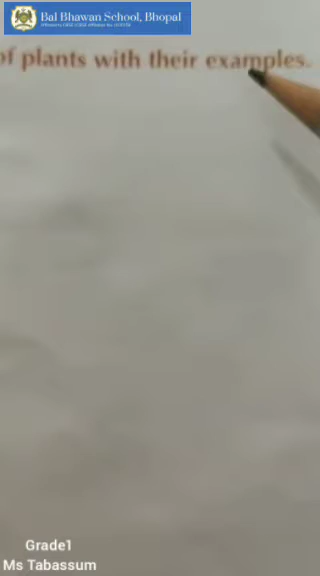 Bal Bhawan School, Bhopal
of plants with their examples.
Grade1
Ms Tabassum